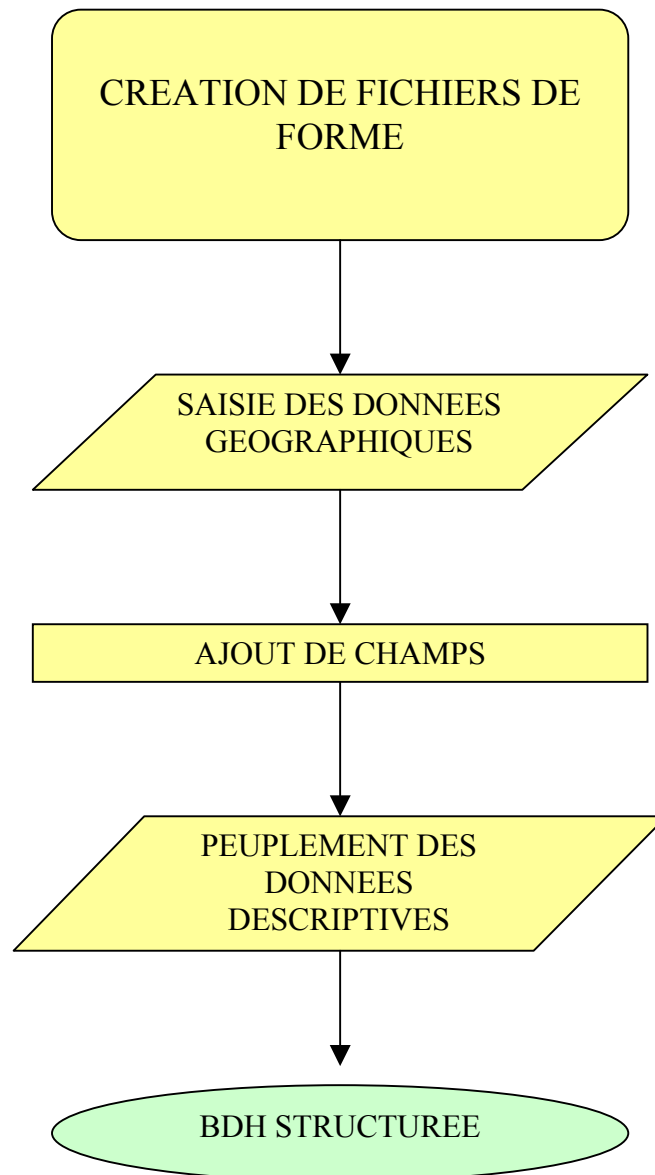 CREATION DE FICHIERS DE
FORME
SAISIE DES DONNEES
GEOGRAPHIQUES
AJOUT DE CHAMPS
PEUPLEMENT DES
DONNEES
DESCRIPTIVES
BDH STRUCTUREE